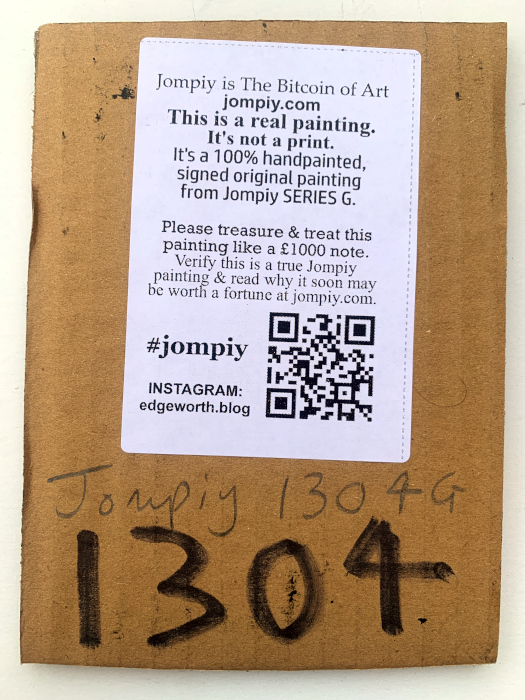 Jompiy is The Bitcoin of Art
jompiy.com
This is a real painting.
It's not a print.
It's a 100% handpainted,
signed original painting
from Jompiy SERIES G.
Please treasure & treat this
painting like a £1000 note.
Verify this is a true Jompiy
painting & read why it soon may
be worth a fortune at jompiy.com.
#jompiy
INSTAGRAM:
edgeworth.blog
Jompiy 1304G
1304